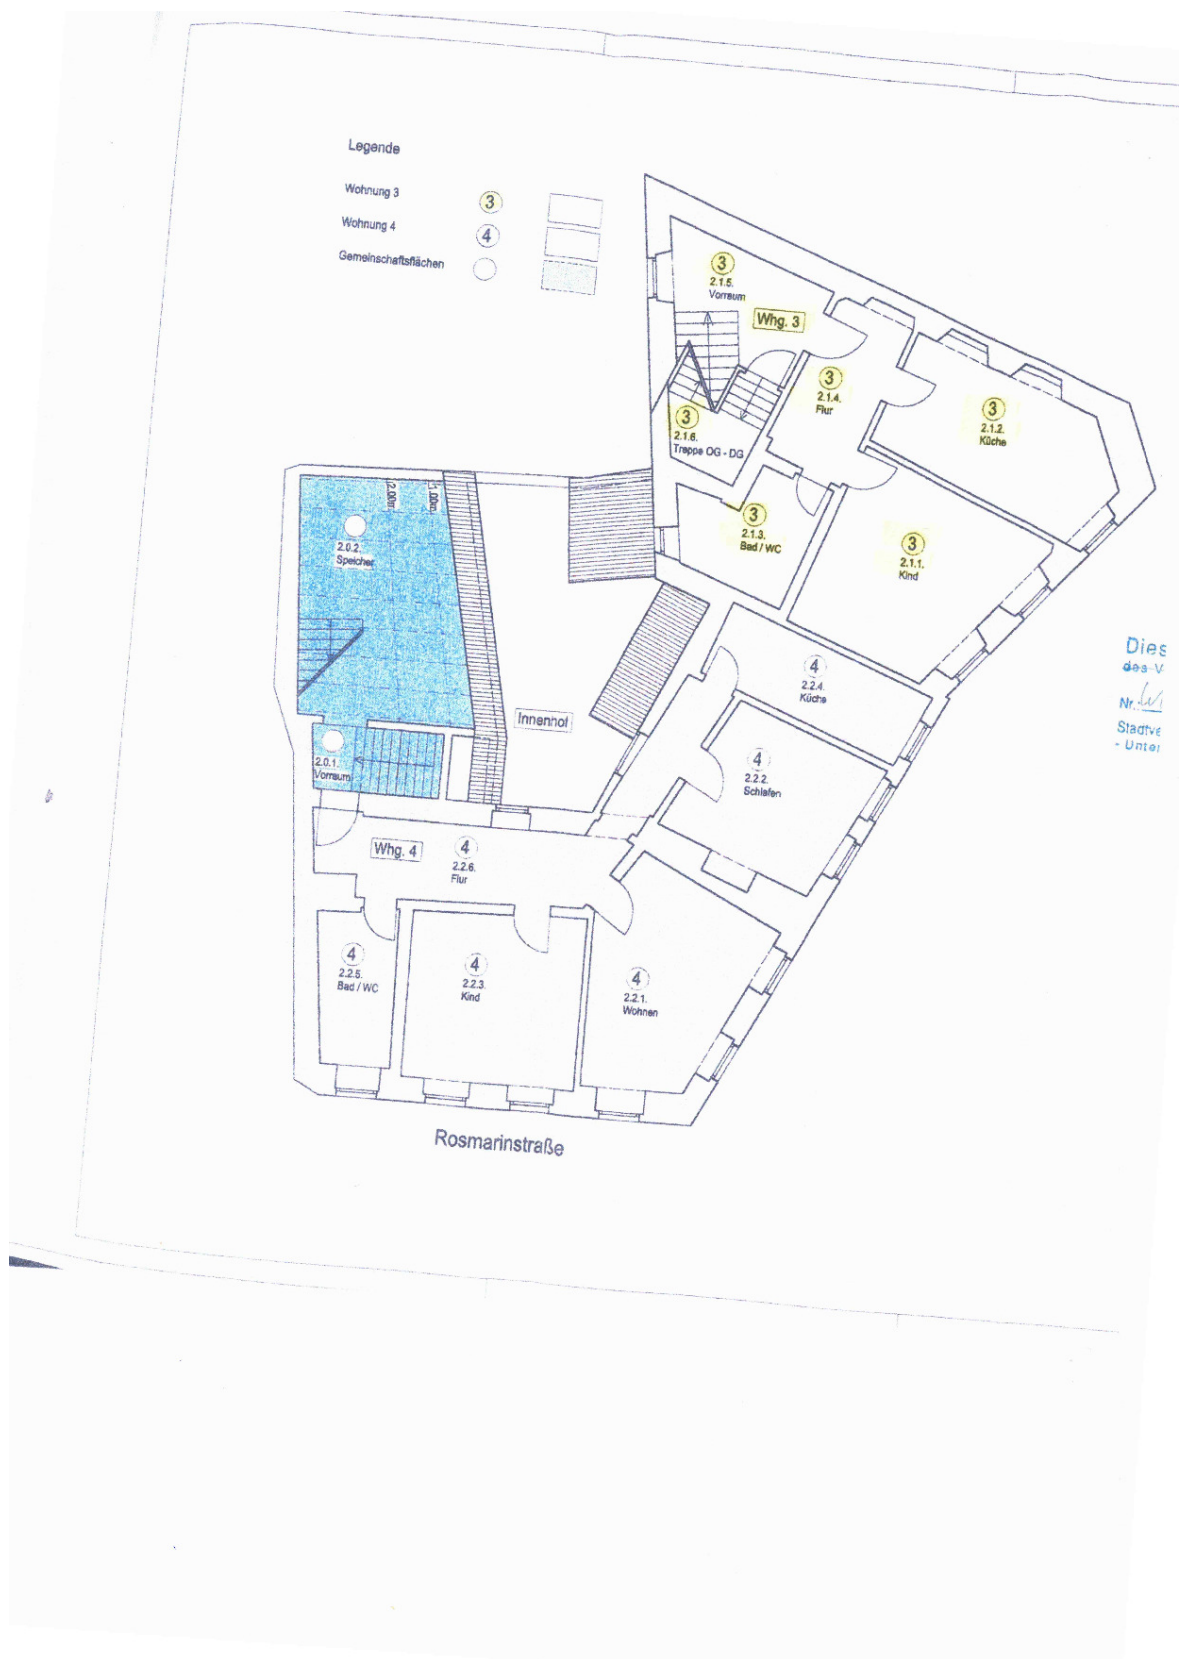 Legende
Wohnung 3
3
Wohnung 4
4
Gemeinschaftsflächen
3
2.1.5.
Vorraum
Whg. 3
3
2.1.4.
Flur
3
2.1.2.
Küche
3
2.1.6.
Treppe OG - DG
3
2.1.3.
Bad / WC
3
2.1.1.
Kind
2.00m
1.00m
2.0.2.
Speicher
4
2.2.4.
Küche
Innenhof
2.0.1.
Vorraum
4
2.2.2.
Schlafen
Whg. 4
4
2.2.6.
Flur
4
2.2.5.
Bad / WC
4
2.2.3.
Kind
4
2.2.1.
Wohnen
Rosmarinstraße
Dies
des V
Nr.
Stadtve
- Unter